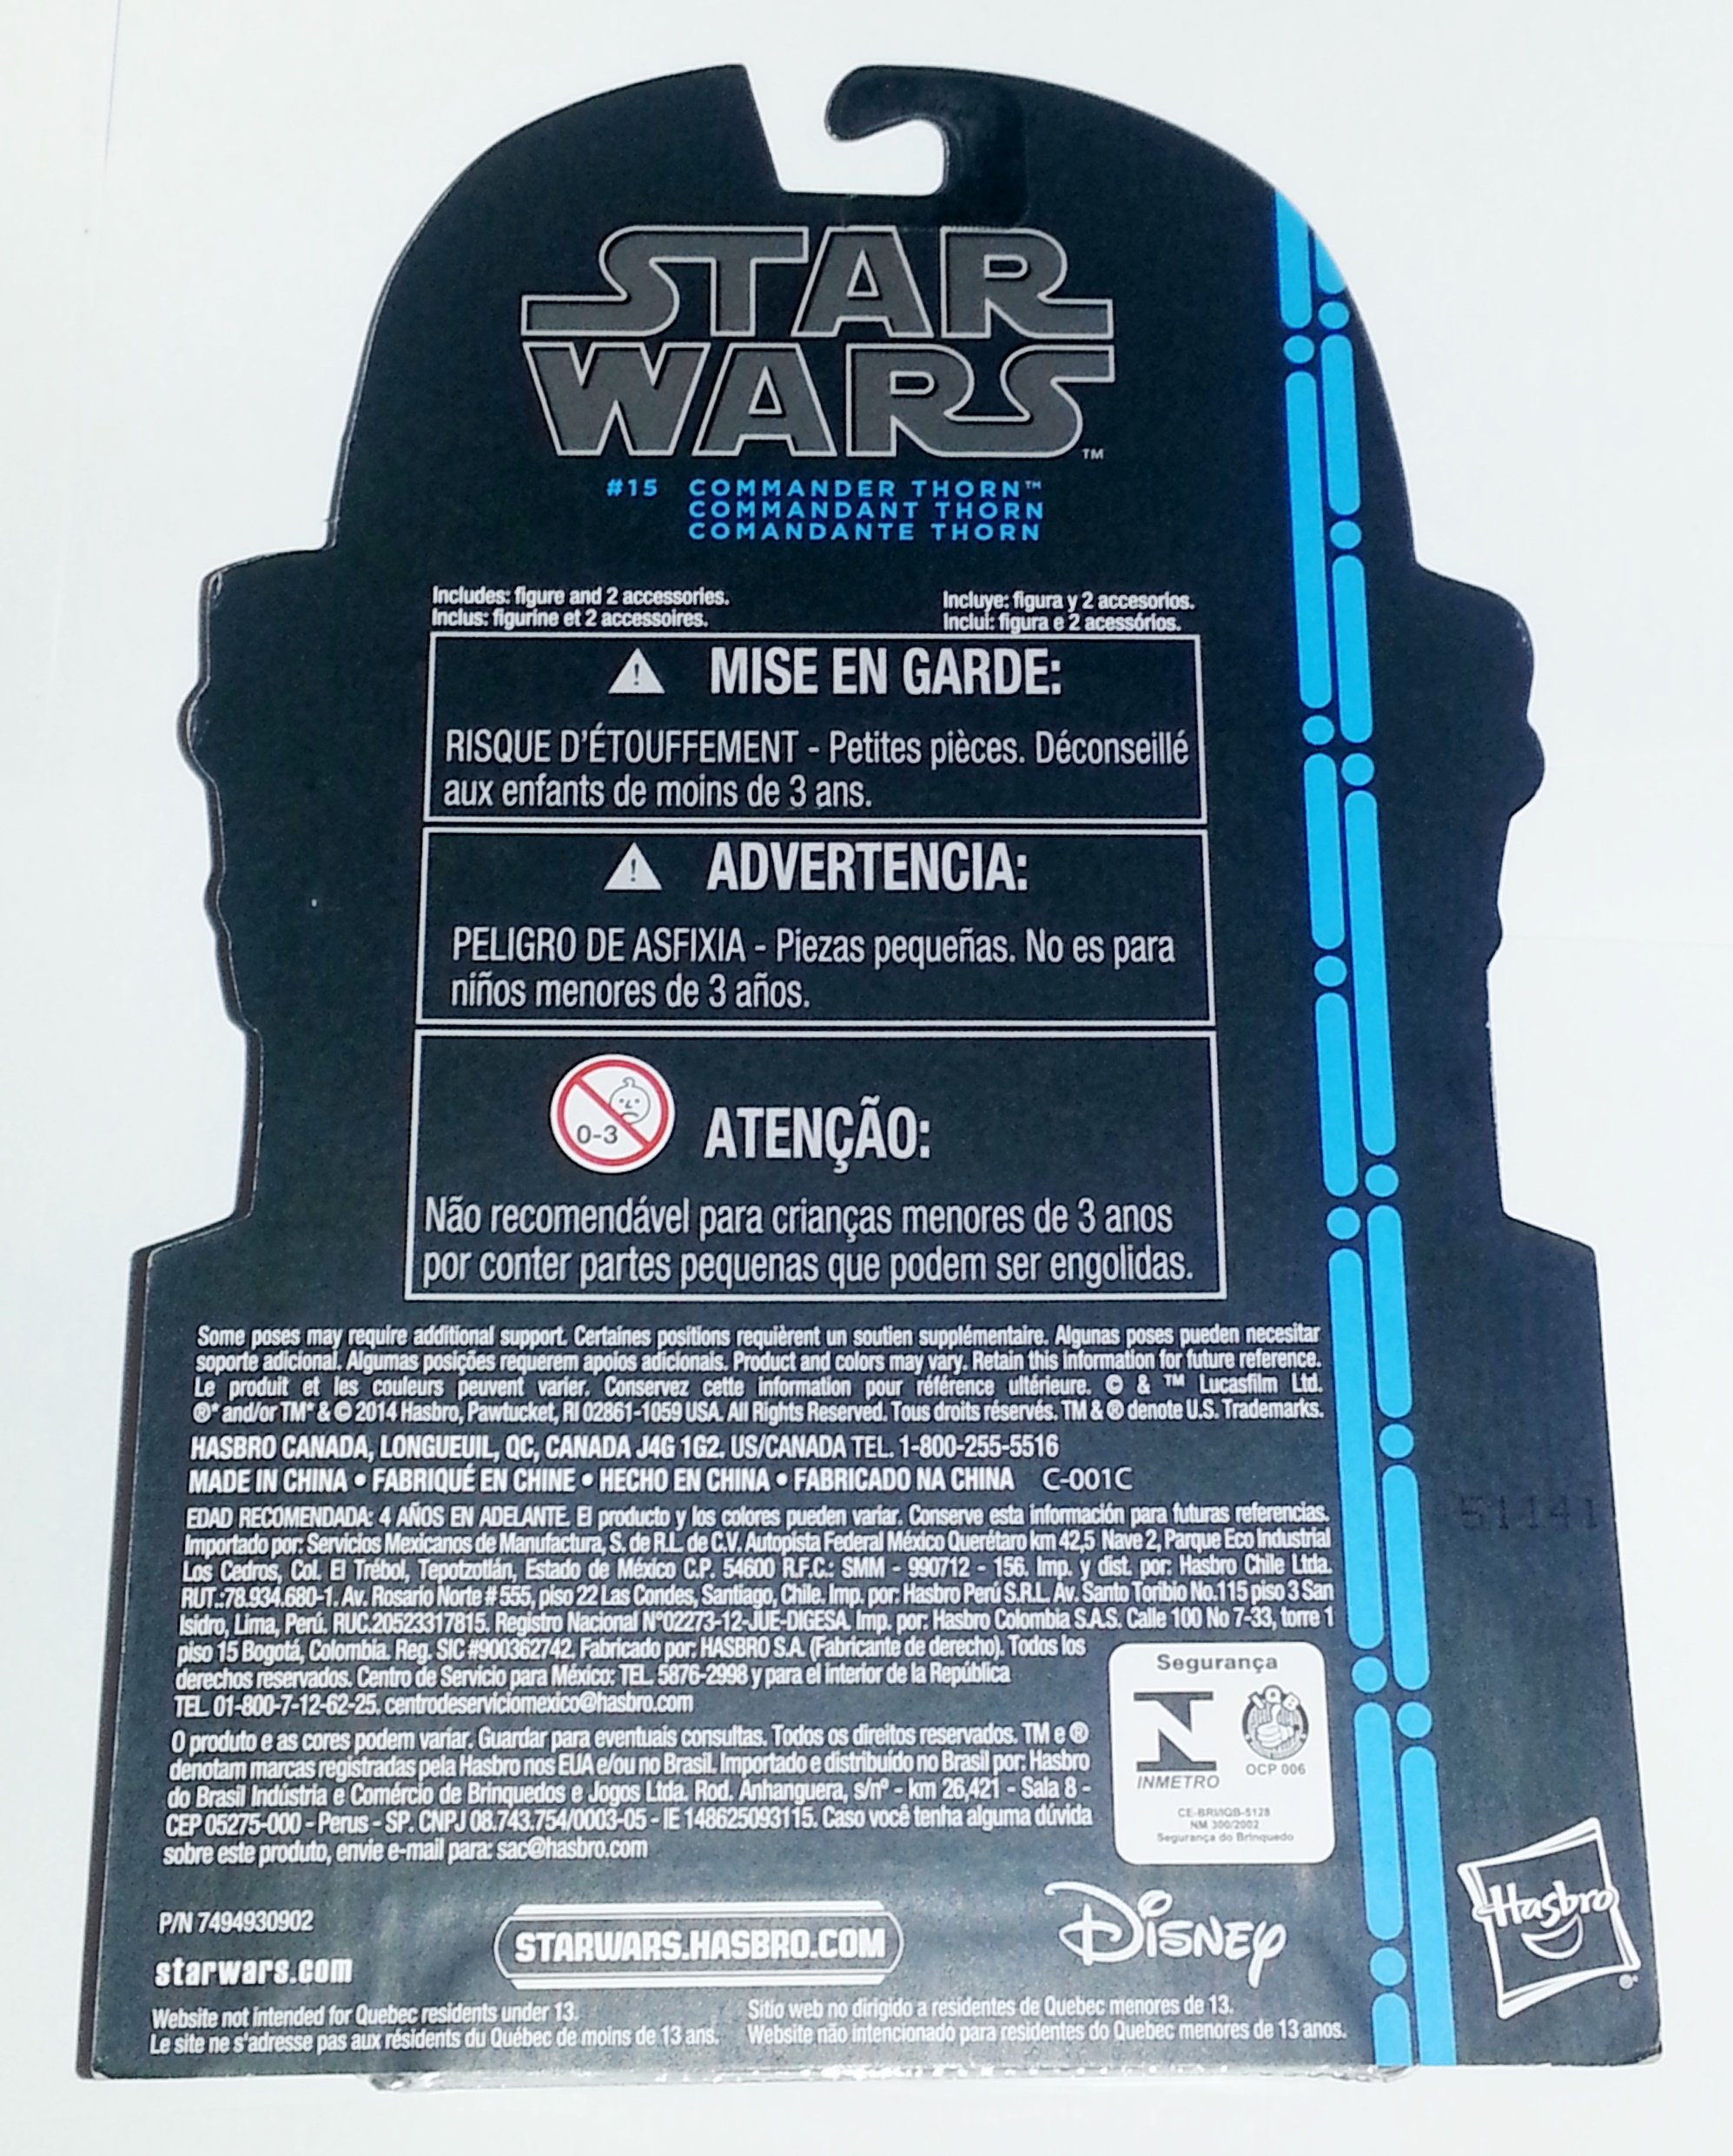 STAR
WARS
™
#15 COMMANDER THORN™
COMMANDANT THORN
COMANDANTE THORN
Includes: figure and 2 accessories.
Inclus: figurine et 2 accessoires.
Incluye: figura y 2 accesorios.
Inclui: figura e 2 acessórios.
! MISE EN GARDE:
RISQUE D'ÉTOUFFEMENT - Petites pièces. Déconseillé
aux enfants de moins de 3 ans.
! ADVERTENCIA:
PELIGRO DE ASFIXIA - Piezas pequeñas. No es para
niños menores de 3 años.
0-3
ATENÇÃO:
Não recomendável para crianças menores de 3 anos
por conter partes pequenas que podem ser engolidas.
Some poses may require additional support. Certaines positions requièrent un soutien supplémentaire. Algunas poses pueden necesitar
soporte adicional. Algumas posições requerem apoios adicionais. Product and colors may vary. Retain this information for future reference.
Le produit et les couleurs peuvent varier. Conservez cette information pour référence ultérieure. © & ™ Lucasfilm Ltd.
®* and/or TM* & © 2014 Hasbro, Pawtucket, RI 02861-1059 USA. All Rights Reserved. Tous droits réservés. TM & ® denote U.S. Trademarks.
HASBRO CANADA, LONGUEUIL, QC, CANADA J4G 1G2. US/CANADA TEL. 1-800-255-5516
MADE IN CHINA • FABRIQUÉ EN CHINE • HECHO EN CHINA • FABRICADO NA CHINA C-001C
51141
EDAD RECOMENDADA: 4 AÑOS EN ADELANTE. El producto y los colores pueden variar. Conserve esta información para futuras referencias.
Importado por: Servicios Mexicanos de Manufactura, S. de R.L. de C.V. Autopista Federal México Querétaro km 42,5 Nave 2, Parque Eco Industrial
Los Cedros, Col. El Trébol, Tepotzotlán, Estado de México C.P. 54600 R.F.C.: SMM - 990712 - 156. Imp. y dist. por: Hasbro Chile Ltda.
RUT.:78.934.680-1. Av. Rosario Norte # 555, piso 22 Las Condes, Santiago, Chile. Imp. por: Hasbro Perú S.R.L. Av. Santo Toribio No.115 piso 3 San
Isidro, Lima, Perú. RUC.20523317815. Registro Nacional N°02273-12-JUE-DIGESA. Imp. por: Hasbro Colombia S.A.S. Calle 100 No 7-33, torre 1
piso 15 Bogotá, Colombia. Reg. SIC #900362742. Fabricado por: HASBRO S.A. (Fabricante de derecho). Todos los
derechos reservados. Centro de Servicio para México: TEL. 5876-2998 y para el interior de la República
TEL. 01-800-7-12-62-25. centrodeserviciomexico@hasbro.com
O produto e as cores podem variar. Guardar para eventuais consultas. Todos os direitos reservados. TM e ®
denotam marcas registradas pela Hasbro nos EUA e/ou no Brasil. Importado e distribuído no Brasil por: Hasbro
do Brasil Indústria e Comércio de Brinquedos e Jogos Ltda. Rod. Anhanguera, s/nº - km 26,421 - Sala 8 -
CEP 05275-000 - Perus - SP. CNPJ 08.743.754/0003-05 - IE 148625093115. Caso você tenha alguma dúvida
sobre este produto, envie e-mail para: sac@hasbro.com
Segurança
IQB
INMETRO
OCP 006
CE-BRI/IQB-5128
NM 300/2002
Segurança do Brinquedo
P/N 7494930902
starwars.com
STARWARS.HASBRO.COM
DISNEY
Hasbro
®*
Website not intended for Quebec residents under 13.
Le site ne s'adresse pas aux résidents du Québec de moins de 13 ans.
Sitio web no dirigido a residentes de Quebec menores de 13.
Website não intencionado para residentes do Quebec menores de 13 anos.